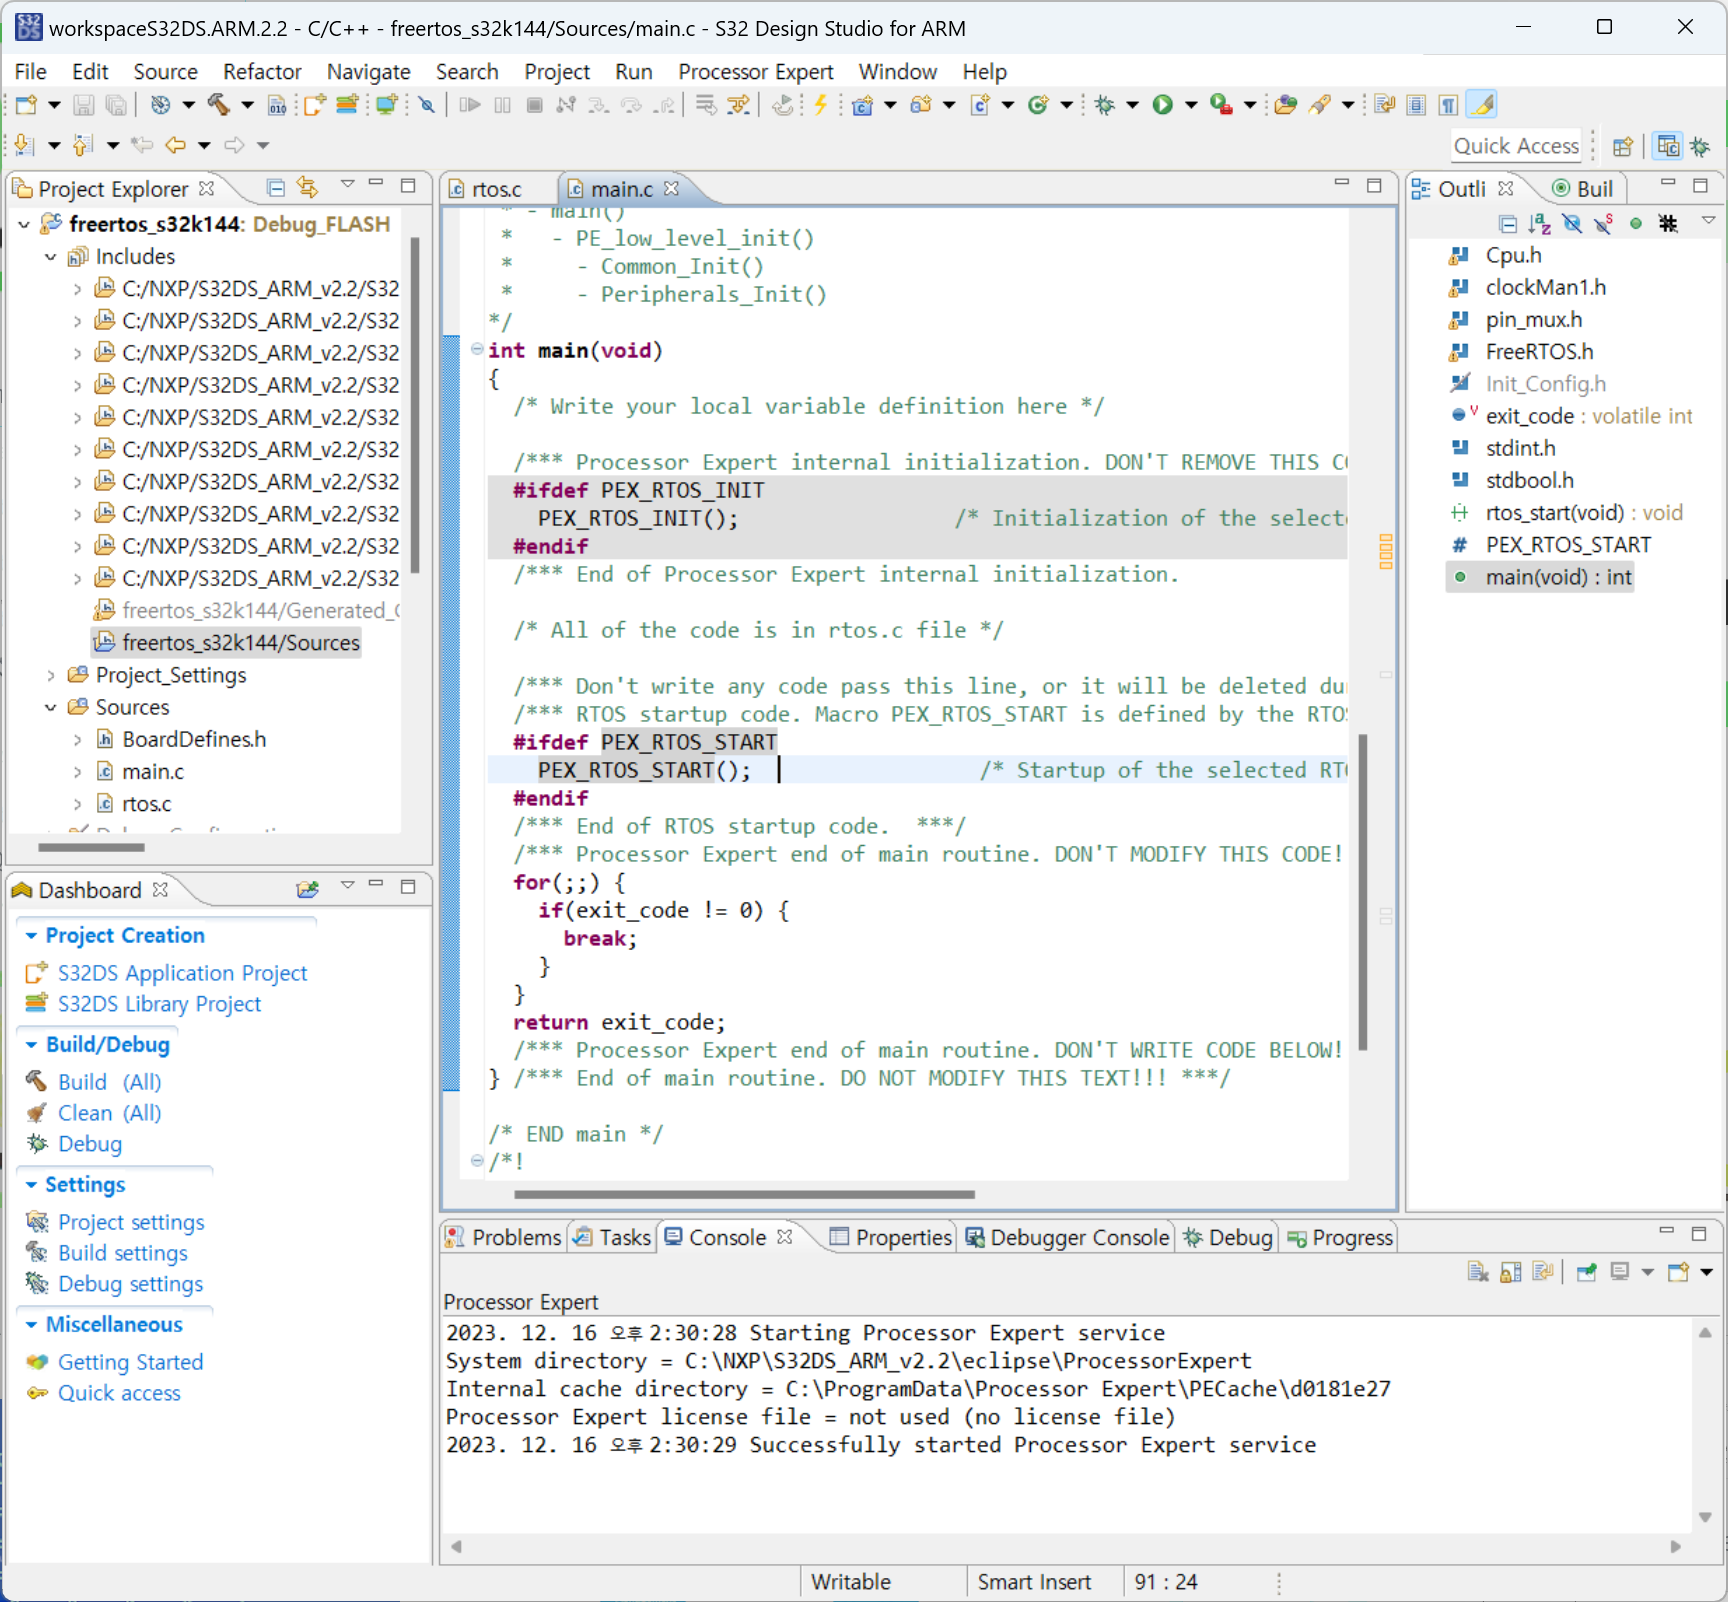 workspaceS32DS.ARM.2.2 - C/C++ - freertos_s32k144/Sources/main.c - S32 Design Studio for ARM
File Edit Source Refactor Navigate Search Project Run Processor Expert Window Help
Quick Access
Project Explorer
freertos_s32k144: Debug_FLASH
Includes
C:/NXP/S32DS_ARM_v2.2/S32
C:/NXP/S32DS_ARM_v2.2/S32
C:/NXP/S32DS_ARM_v2.2/S32
C:/NXP/S32DS_ARM_v2.2/S32
C:/NXP/S32DS_ARM_v2.2/S32
C:/NXP/S32DS_ARM_v2.2/S32
C:/NXP/S32DS_ARM_v2.2/S32
C:/NXP/S32DS_ARM_v2.2/S32
C:/NXP/S32DS_ARM_v2.2/S32
C:/NXP/S32DS_ARM_v2.2/S32
freertos_s32k144/Generated_
freertos_s32k144/Sources
Project_Settings
Sources
BoardDefines.h
main.c
rtos.c
Dashboard
Project Creation
S32DS Application Project
S32DS Library Project
Build/Debug
Build (All)
Clean (All)
Debug
Settings
Project settings
Build settings
Debug settings
Miscellaneous
Getting Started
Quick access
rtos.c main.c
* - main()
*   - PE_low_level_init()
*     - Common_Init()
*     - Peripherals_Init()
*/
int main(void)
{
/* Write your local variable definition here */
/*** Processor Expert internal initialization. DON'T REMOVE THIS
#ifdef PEX_RTOS_INIT
PEX_RTOS_INIT(); /* Initialization of the select
#endif
/*** End of Processor Expert internal initialization.
/* All of the code is in rtos.c file */
/*** Don't write any code pass this line, or it will be deleted du
/*** RTOS startup code. Macro PEX_RTOS_START is defined by the RTO
#ifdef PEX_RTOS_START
PEX_RTOS_START(); /* Startup of the selected RT
#endif
/*** End of RTOS startup code.  ***/
/*** Processor Expert end of main routine. DON'T MODIFY THIS CODE!
for(;;) {
if(exit_code != 0) {
break;
}
}
return exit_code;
/*** Processor Expert end of main routine. DON'T WRITE CODE BELOW!
} /*** End of main routine. DO NOT MODIFY THIS TEXT!!! ***/
/* END main */
/*!
Outli Buil
Cpu.h
clockMan1.h
pin_mux.h
FreeRTOS.h
Init_Config.h
exit_code : volatile int
stdint.h
stdbool.h
rtos_start(void) : void
PEX_RTOS_START
main(void) : int
Problems Tasks Console Properties Debugger Console Debug Progress
Processor Expert
2023. 12. 16 오후 2:30:28 Starting Processor Expert service
System directory = C:\NXP\S32DS_ARM_v2.2\eclipse\ProcessorExpert
Internal cache directory = C:\ProgramData\Processor Expert\PECache\d0181e27
Processor Expert license file = not used (no license file)
2023. 12. 16 오후 2:30:29 Successfully started Processor Expert service
Writable Smart Insert 91 : 24